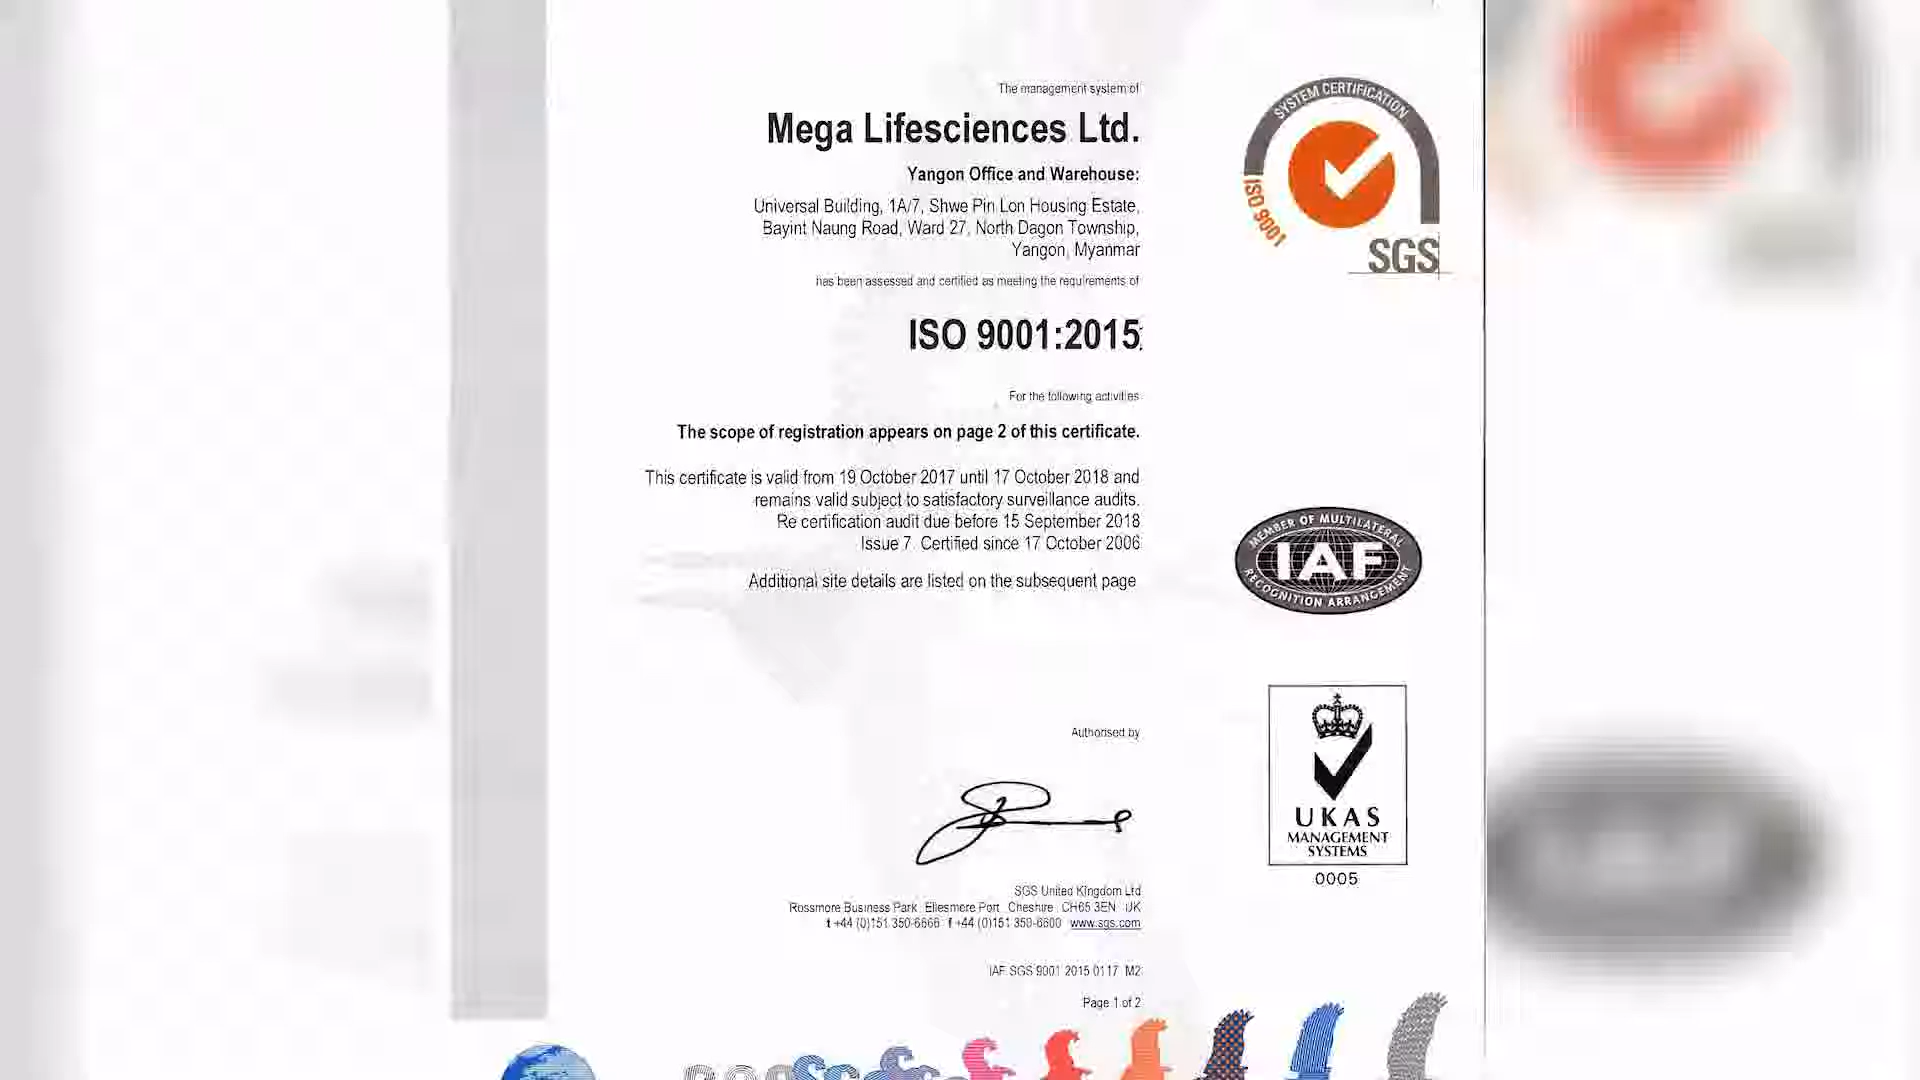 The management system of
Mega Lifesciences Ltd.
Yangon Office and Warehouse:
Universal Building, 1A/7, Shwe Pin Lon Housing Estate,
Bayint Naung Road, Ward 27, North Dagon Township,
Yangon, Myanmar
has been assessed and certified as meeting the requirements of
ISO 9001:2015
For the following activities
The scope of registration appears on page 2 of this certificate.
This certificate is valid from 19 October 2017 until 17 October 2018 and
remains valid subject to satisfactory surveillance audits.
Re certification audit due before 15 September 2018
Issue 7 Certified since 17 October 2006
Additional site details are listed on the subsequent page
Authorised by
SGS United Kingdom Ltd
Rossmore Business Park Ellesmere Port Cheshire CH65 3EN UK
t +44 (0)151 350-6666 f +44 (0)151 350-6600 www.sgs.com
IAF SGS 9001 2015 0117 M2
Page 1 of 2
SYSTEM CERTIFICATION
ISO 9001
SGS
MEMBER OF MULTILATERAL
IAF
RECOGNITION ARRANGEMENT
UKAS
MANAGEMENT
SYSTEMS
0005